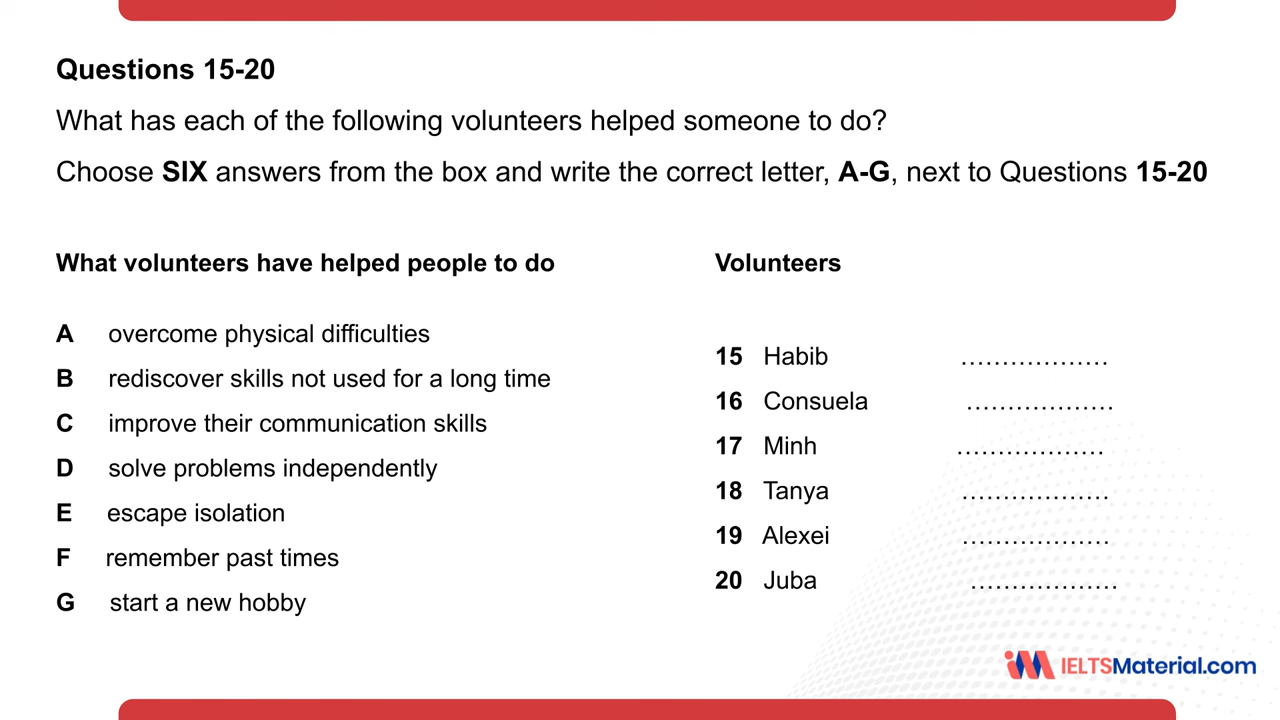 Questions 15-20
What has each of the following volunteers helped someone to do?
Choose SIX answers from the box and write the correct letter, A-G, next to Questions 15-20
What volunteers have helped people to do
A overcome physical difficulties
B rediscover skills not used for a long time
C improve their communication skills
D solve problems independently
E escape isolation
F remember past times
G start a new hobby
Volunteers
15 Habib ………………
16 Consuela ………………
17 Minh ………………
18 Tanya ………………
19 Alexei ………………
20 Juba ………………
IELTSMaterial.com